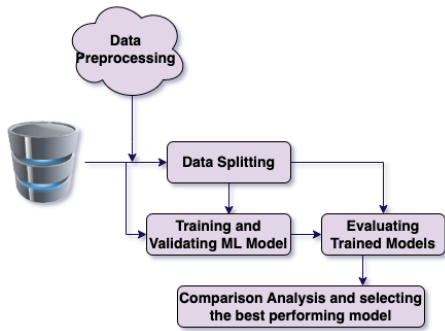 Data
Preprocessing
Data Splitting
Training and
Validating ML Model
Evaluating
Trained Models
Comparison Analysis and selecting
the best performing model